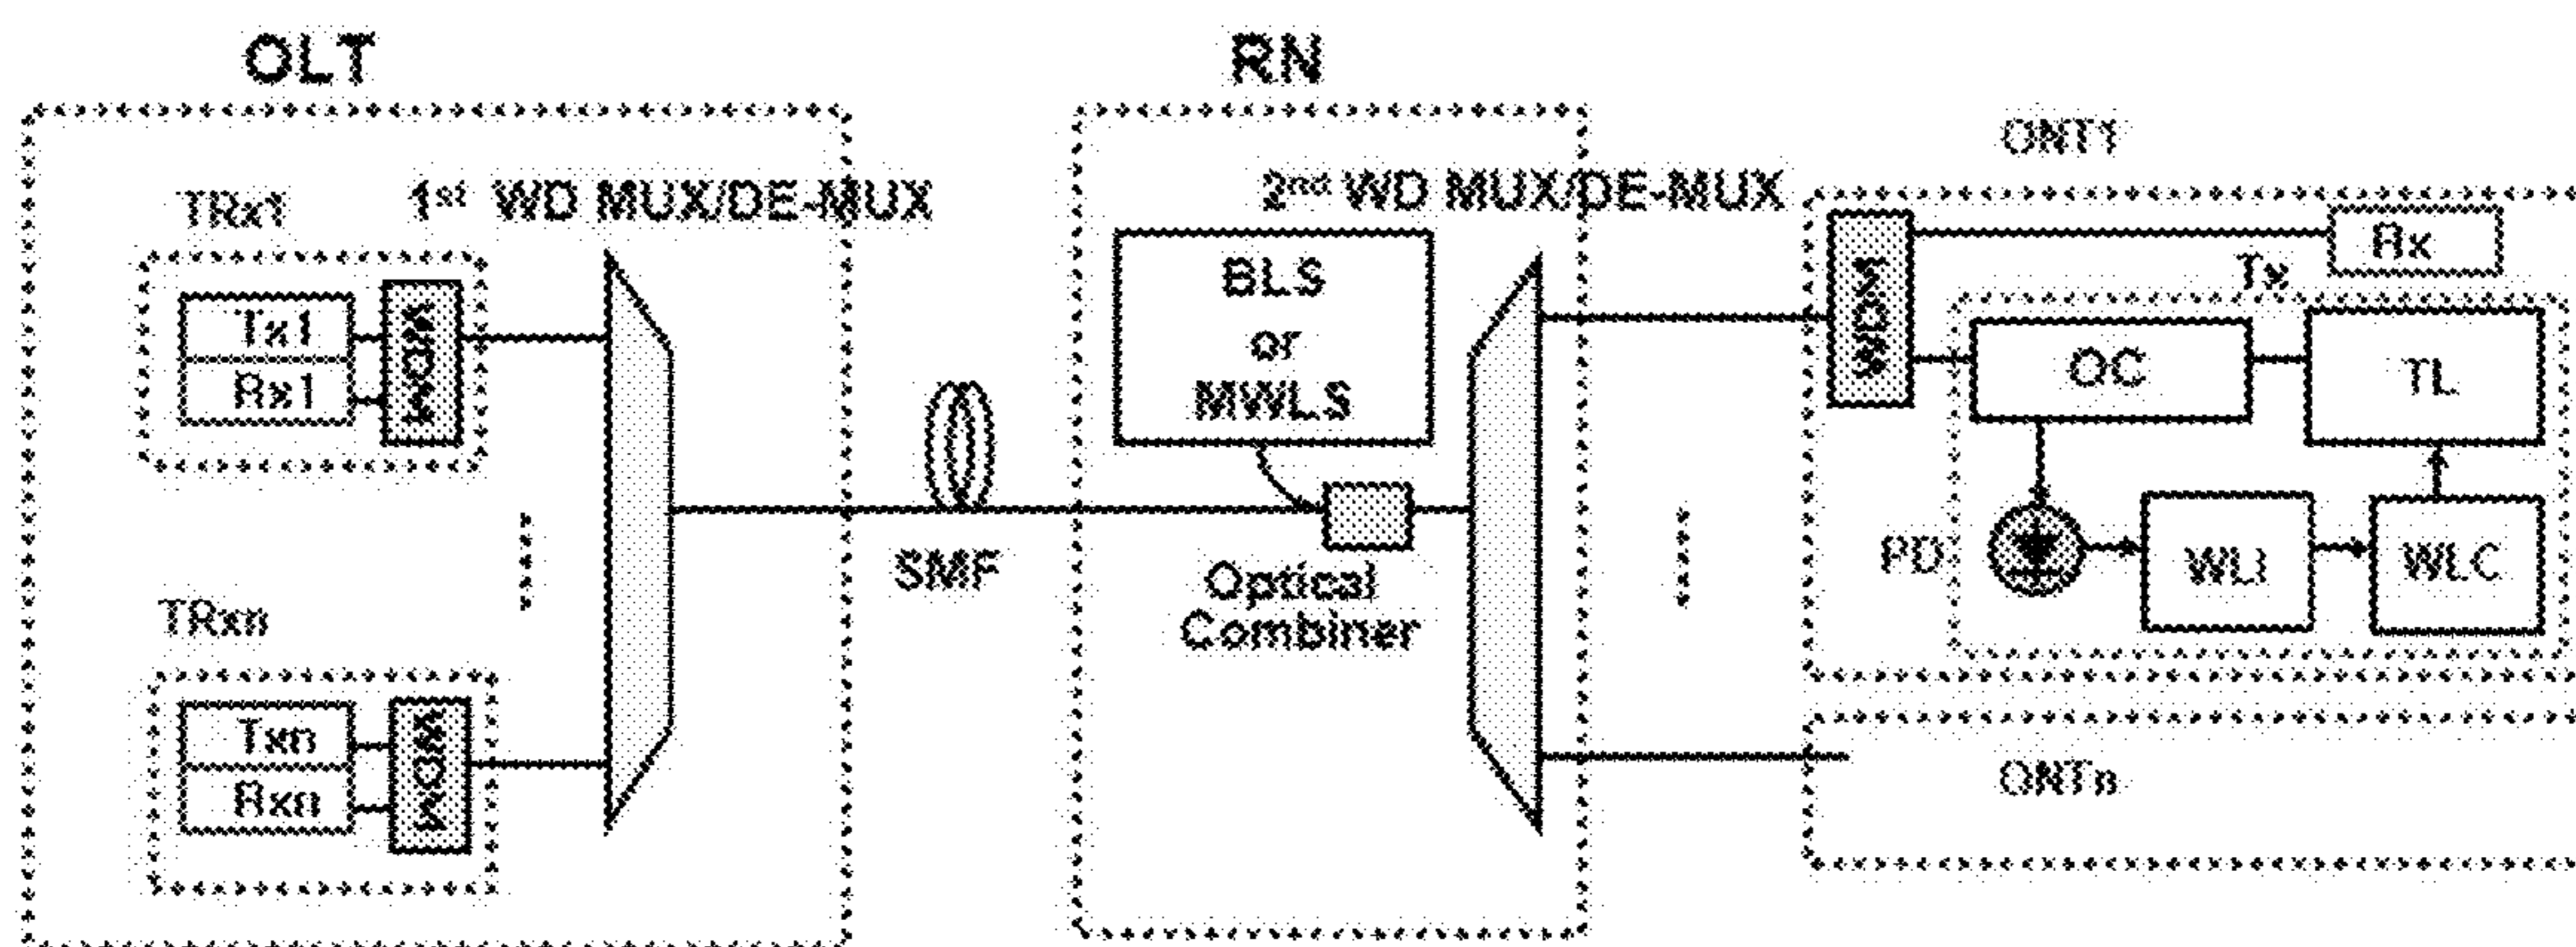 OLT
RN
ONT1
TRx1
1st WD MUX/DE-MUX
2nd WD MUX/DE-MUX
Tx1
Rx1
WDM
BLS
or
MWLS
WDM
Rx
Tx
OC
TL
SMF
Optical
Combiner
PD
WLI
WLC
TRxn
Txn
Rxn
WDM
ONTn